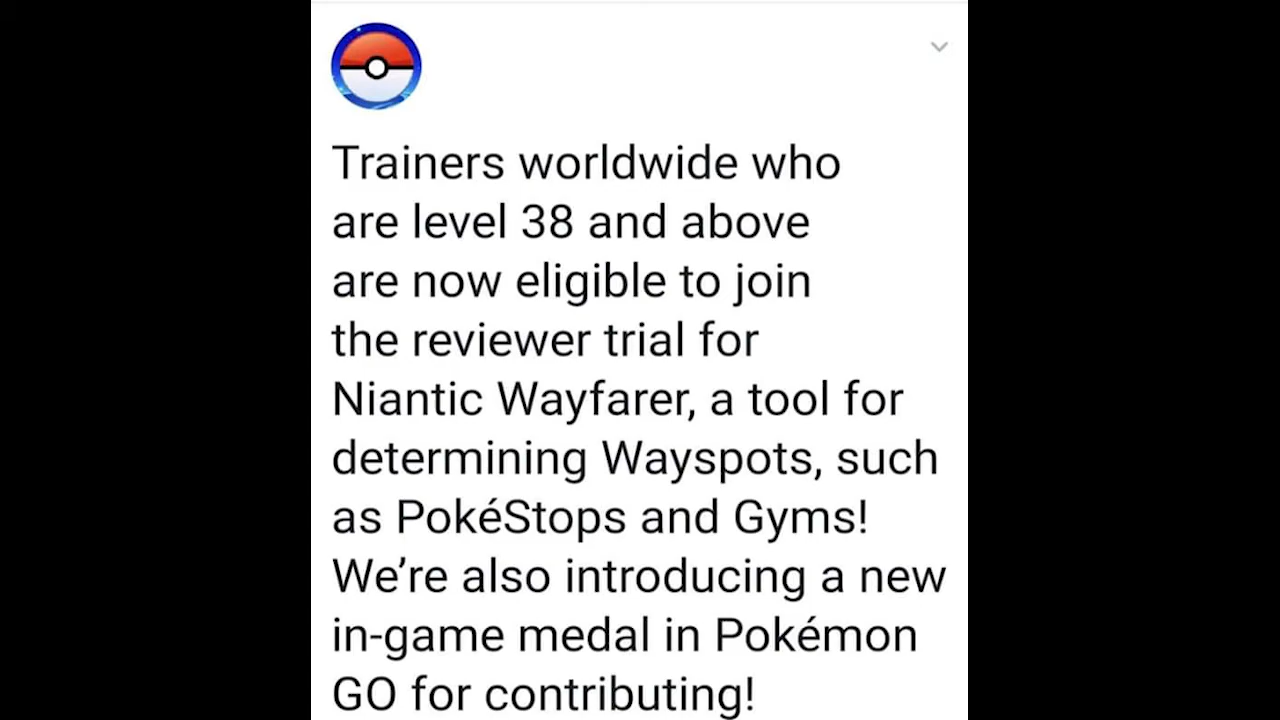 Trainers worldwide who
are level 38 and above
are now eligible to join
the reviewer trial for
Niantic Wayfarer, a tool for
determining Wayspots, such
as PokéStops and Gyms!
We’re also introducing a new
in-game medal in Pokémon
GO for contributing!